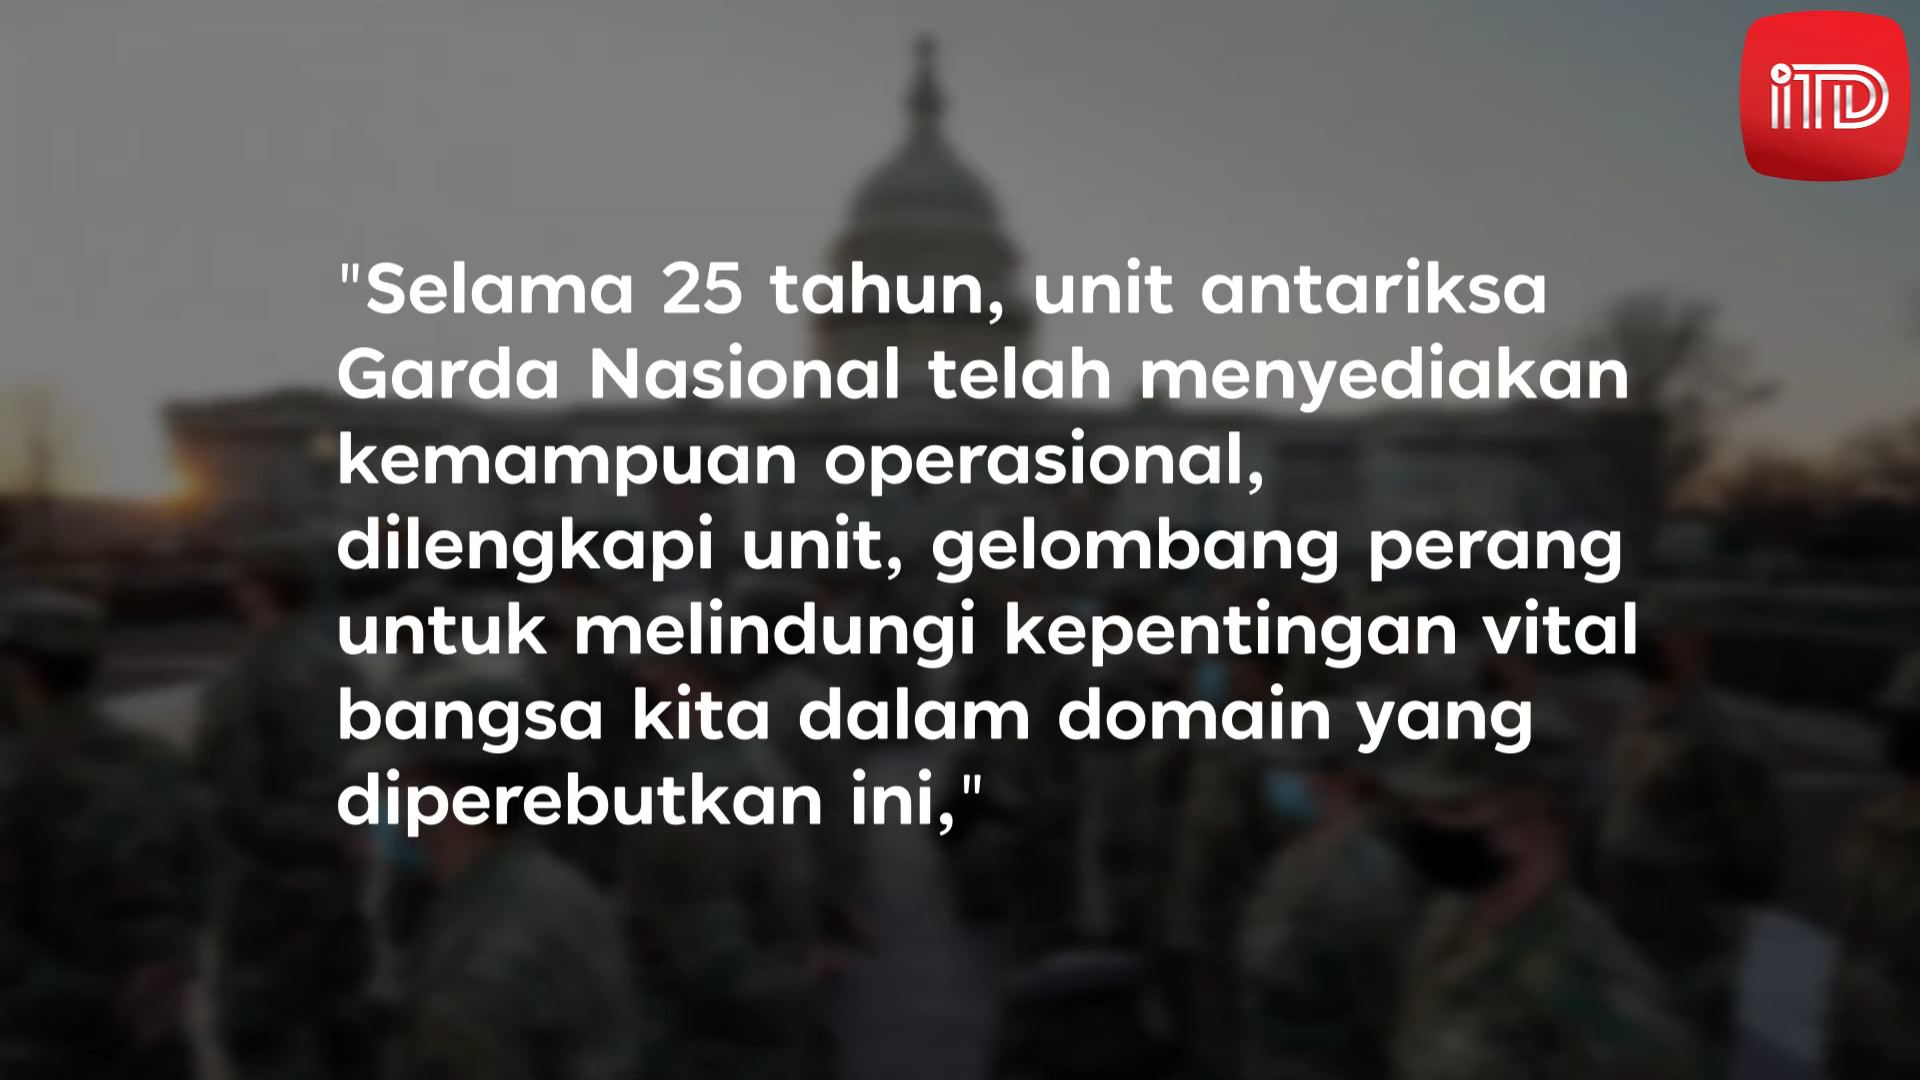 iTD
"Selama 25 tahun, unit antariksa
Garda Nasional telah menyediakan
kemampuan operasional,
dilengkapi unit, gelombang perang
untuk melindungi kepentingan vital
bangsa kita dalam domain yang
diperebutkan ini,"